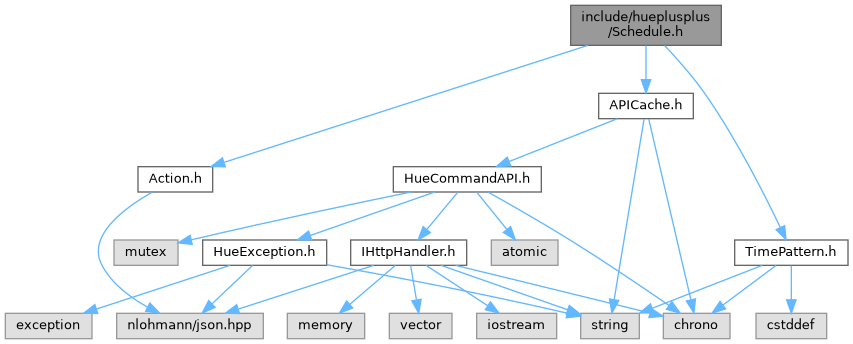 include/hueplusplus
/Schedule.h
APICache.h
Action.h
HueCommandAPI.h
mutex
HueException.h
IHttpHandler.h
atomic
TimePattern.h
exception
nlohmann/json.hpp
memory
vector
iostream
string
chrono
cstddef